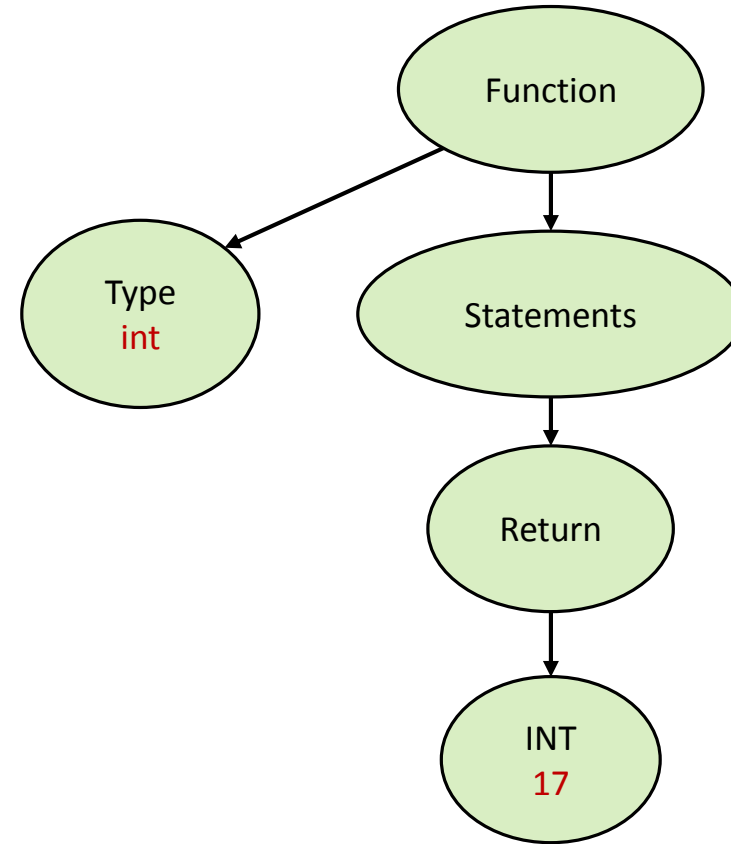 Function
Type
int
Statements
Return
INT
17